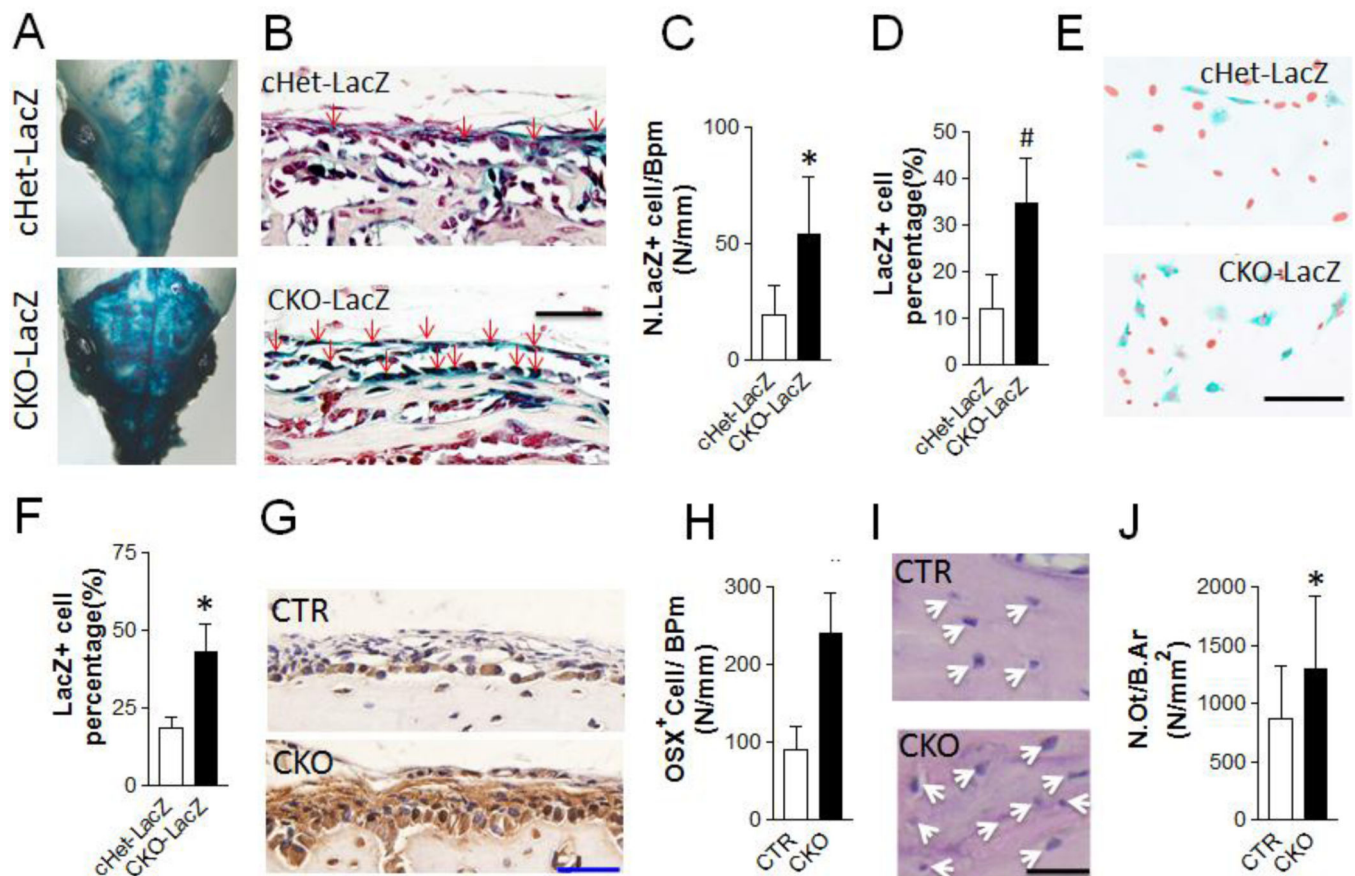 A
cHet-LacZ
CKO-LacZ
B
cHet-LacZ
CKO-LacZ
C
N.LacZ+ cell/Bpm
(N/mm)
100
50
0
*
cHet-LacZ
CKO-LacZ
D
LacZ+ cell
percentage(%)
50
40
30
20
10
0
#
cHet-LacZ
CKO-LacZ
E
cHet-LacZ
CKO-LacZ
F
LacZ+ cell
percentage(%)
75
50
25
0
*
cHet-LacZ
CKO-LacZ
G
CTR
CKO
H
OSX+ Cell/ BPm
(N/mm)
300
200
100
0
CTR
CKO
I
CTR
CKO
J
N.Ot/B.Ar
(N/mm2)
2000
1500
1000
500
0
*
CTR
CKO